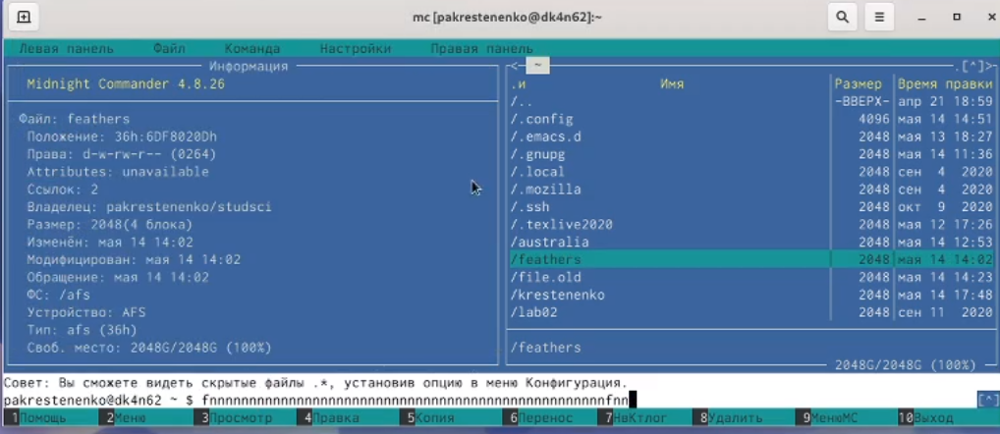 mc [pakrestenenko@dk4n62]:~
Левая панель Файл Команда Настройки Правая панель
Информация
Midnight Commander 4.8.26
Файл: feathers
Положение: 36h:6DF8020Dh
Права: d-w-rw-r-- (0264)
Attributes: unavailable
Ссылок: 2
Владелец: pakrestenenko/studsci
Размер: 2048(4 блока)
Изменён: мая 14 14:02
Модифицирован: мая 14 14:02
Обращение: мая 14 14:02
ФС: /afs
Устройство: AFS
Тип: afs (36h)
Своб. место: 2048G/2048G (100%)
<— ~ .[^]>
.и Имя Размер Время правки
/.. -ВВЕРХ- апр 21 18:59
/.config 4096 мая 14 14:51
/.emacs.d 2048 мая 13 18:27
/.gnupg 2048 мая 14 11:36
/.local 2048 сен 4 2020
/.mozilla 2048 сен 4 2020
/.ssh 2048 окт 9 2020
/.texlive2020 2048 мая 12 17:26
/australia 2048 мая 14 12:53
/feathers 2048 мая 14 14:02
/file.old 2048 мая 14 14:23
/krestenenko 2048 мая 14 17:48
/lab02 2048 сен 11 2020
/feathers
2048G/2048G (100%)
Совет: Вы сможете видеть скрытые файлы .*, установив опцию в меню Конфигурация.
pakrestenenko@dk4n62 ~ $ [^]
1Помощь 2Меню 3Просмотр 4Правка 5Копия 6Перенос 7НвКтлог 8Удалить 9МенюMC 10Выход